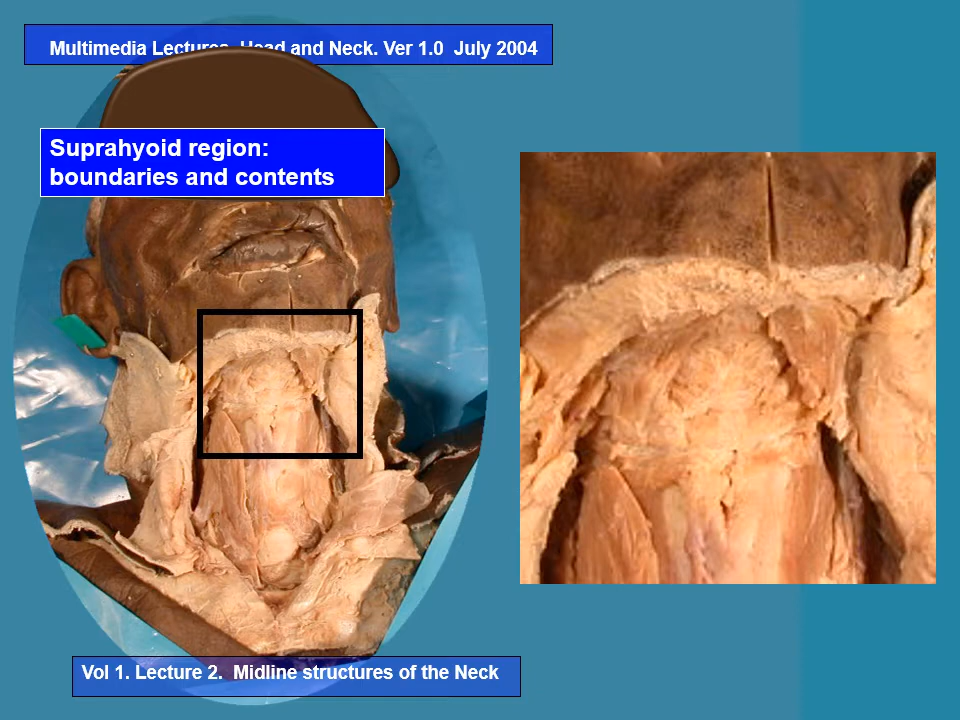 Multimedia Lectures. Head and Neck. Ver 1.0 July 2004
Suprahyoid region:
boundaries and contents
Vol 1. Lecture 2. Midline structures of the Neck